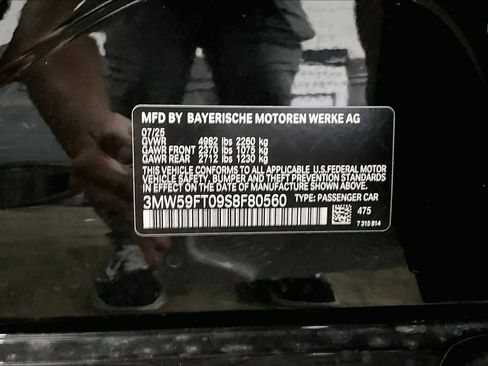 MFD BY BAYERISCHE MOTOREN WERKE AG
07/25
GVWR 4982 lbs 2260 kg
GAWR FRONT 2370 lbs 1075 kg
GAWR REAR 2712 lbs 1230 kg
THIS VEHICLE CONFORMS TO ALL APPLICABLE U.S.FEDERAL MOTOR
VEHICLE SAFETY, BUMPER AND THEFT PREVENTION STANDARDS IN
EFFECT ON THE DATE OF MANUFACTURE SHOWN ABOVE.
3MW59FT09S8F80560 TYPE: PASSENGER CAR
475
7 315 814